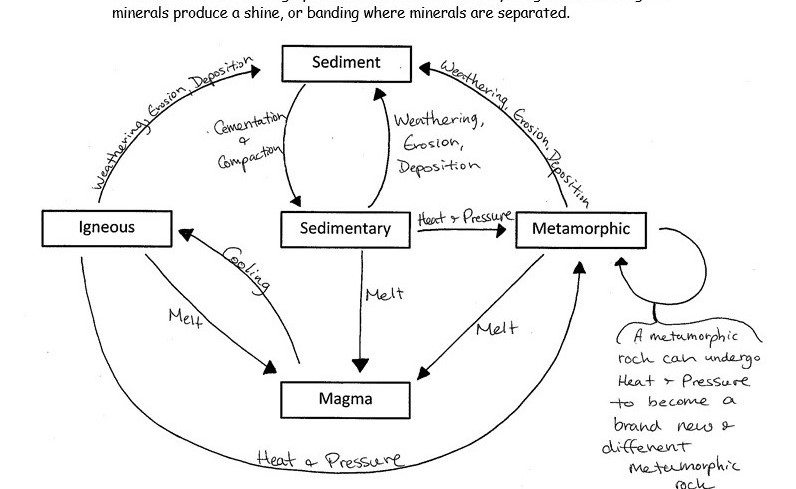 minerals produce a shine, or banding where minerals are separated.
Sediment
Weathering, Erosion, Deposition
Weathering, Erosion, Deposition
Cementation
&
Compaction
Weathering,
Erosion,
Deposition
Igneous
Sedimentary
Heat & Pressure
Metamorphic
Cooling
Melt
Melt
Melt
A metamorphic
rock can undergo
Heat & Pressure
to become a
brand new &
different
metamorphic
rock
Magma
Heat & Pressure